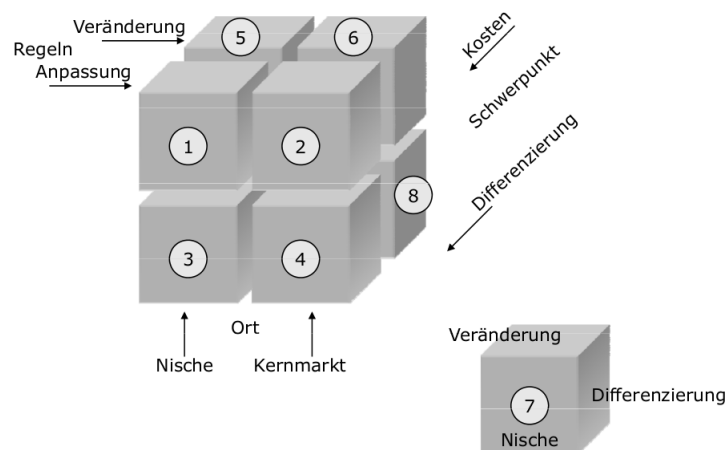 Veränderung
Regeln
Anpassung
5
6
Kosten
Schwerpunkt
Differenzierung
1
2
8
3
4
Ort
Nische
Kernmarkt
Veränderung
Differenzierung
7
Nische